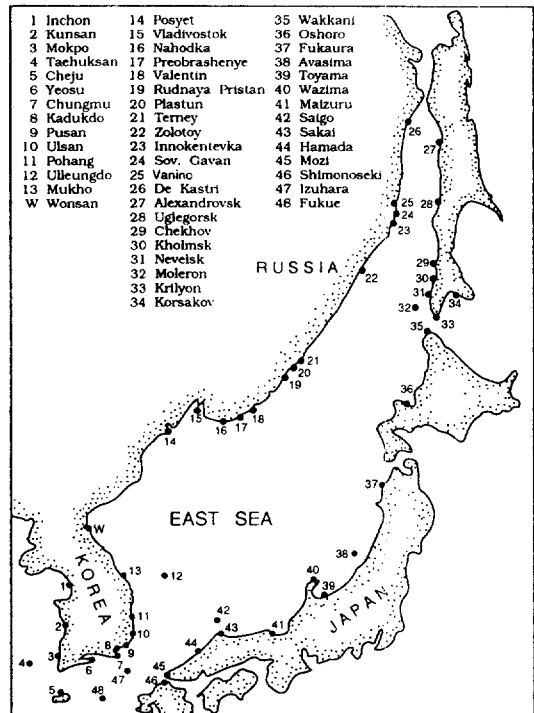 1 Inchon
2 Kunsan
3 Mokpo
4 Taehuksan
5 Cheju
6 Yeosu
7 Chungmu
8 Kadukdo
9 Pusan
10 Ulsan
11 Pohang
12 Ulleungdo
13 Mukho
W Wonsan
14 Posyet
15 Vladivostok
16 Nahodka
17 Preobrashenye
18 Valentin
19 Rudnaya Pristan
20 Plastun
21 Terney
22 Zolotoy
23 Innokentevka
24 Sov. Gavan
25 Vanino
26 De Kastri
27 Alexandrovsk
28 Uglegorsk
29 Chekhov
30 Kholmsk
31 Nevelsk
32 Moleron
33 Krilyon
34 Korsakov
35 Wakkani
36 Oshoro
37 Fukaura
38 Avasima
39 Toyama
40 Wazima
41 Maizuru
42 Saigo
43 Sakai
44 Hamada
45 Mozi
46 Shimonoseki
47 Izuhara
48 Fukue
26
27
25
28
24
23
RUSSIA
29
22
30
31
34
32
33
35
21
20
19
36
15
18
14
16
17
37
W
EAST SEA
38
KOREA
13
12
40
1
39
JAPAN
11
42
2
10
43
41
8
9
44
3
7
6
4
47
45
46
5
48